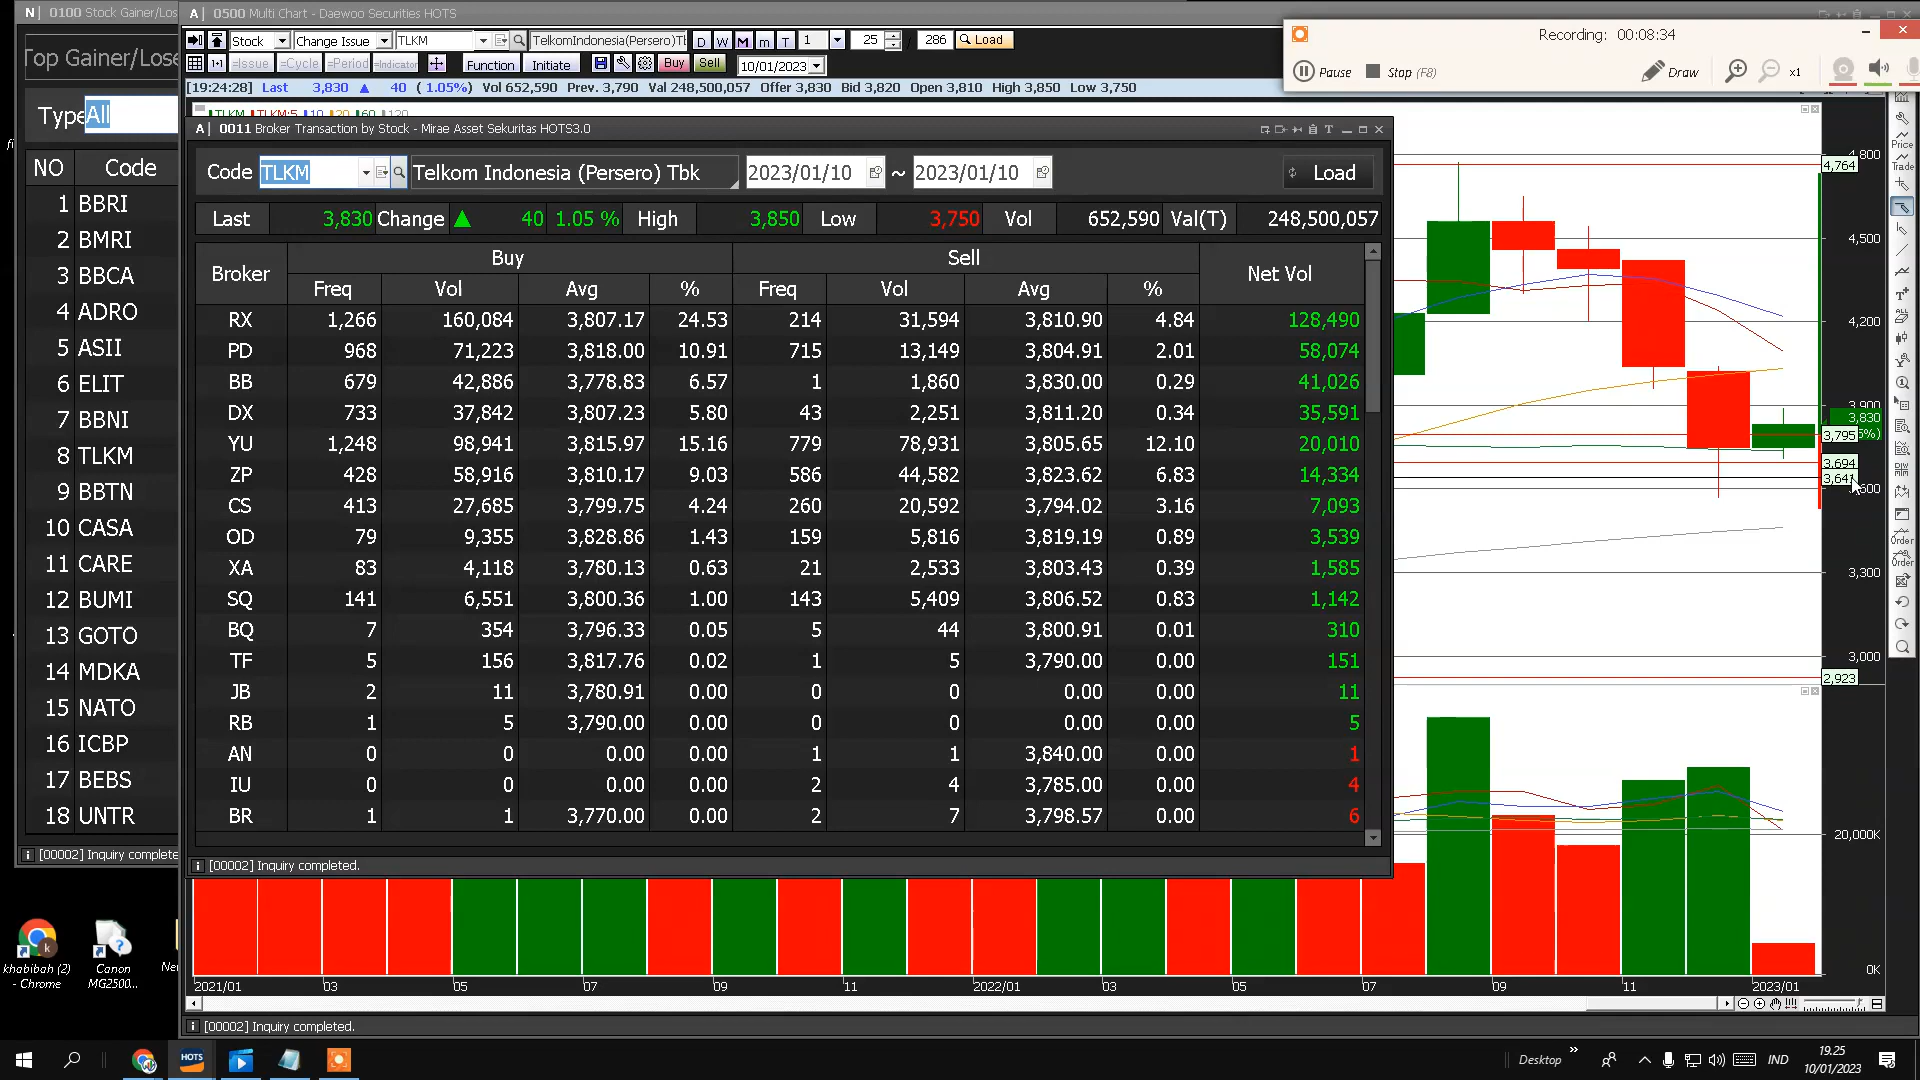 N | 0100 Stock Gainer/Los
Top Gainer/Lose
Type All
NO Code
1 BBRI
2 BMRI
3 BBCA
4 ADRO
5 ASII
6 ELIT
7 BBNI
8 TLKM
9 BBTN
10 CASA
11 CARE
12 BUMI
13 GOTO
14 MDKA
15 NATO
16 ICBP
17 BEBS
18 UNTR
[00002] Inquiry complete
A | 0500 Multi Chart - Daewoo Securities HOTS
Stock Change Issue TLKM TelkomIndonesia(Persero)Tl D W M m T 1 25 286 Load
=Issue =Cycle =Period =Indicator Function Initiate Buy Sell 10/01/2023
[19:24:28] Last 3,830 ▲ 40 ( 1.05%) Vol 652,590 Prev. 3,790 Val 248,500,057 Offer 3,830 Bid 3,820 Open 3,810 High 3,850 Low 3,750
TLKM TLKM:5 10 20 60 120
Recording: 00:08:34
Pause Stop (F8) Draw x1
A | 0011 Broker Transaction by Stock - Mirae Asset Sekuritas HOTS3.0
Code TLKM Telkom Indonesia (Persero) Tbk 2023/01/10 ~ 2023/01/10 Load
Last 3,830 Change ▲ 40 1.05 % High 3,850 Low 3,750 Vol 652,590 Val(T) 248,500,057
Broker Buy Sell Net Vol
Freq Vol Avg % Freq Vol Avg %
RX 1,266 160,084 3,807.17 24.53 214 31,594 3,810.90 4.84 128,490
PD 968 71,223 3,818.00 10.91 715 13,149 3,804.91 2.01 58,074
BB 679 42,886 3,778.83 6.57 1 1,860 3,830.00 0.29 41,026
DX 733 37,842 3,807.23 5.80 43 2,251 3,811.20 0.34 35,591
YU 1,248 98,941 3,815.97 15.16 779 78,931 3,805.65 12.10 20,010
ZP 428 58,916 3,810.17 9.03 586 44,582 3,823.62 6.83 14,334
CS 413 27,685 3,799.75 4.24 260 20,592 3,794.02 3.16 7,093
OD 79 9,355 3,828.86 1.43 159 5,816 3,819.19 0.89 3,539
XA 83 4,118 3,780.13 0.63 21 2,533 3,803.43 0.39 1,585
SQ 141 6,551 3,800.36 1.00 143 5,409 3,806.52 0.83 1,142
BQ 7 354 3,796.33 0.05 5 44 3,800.91 0.01 310
TF 5 156 3,817.76 0.02 1 5 3,790.00 0.00 151
JB 2 11 3,780.91 0.00 0 0 0.00 0.00 11
RB 1 5 3,790.00 0.00 0 0 0.00 0.00 5
AN 0 0 0.00 0.00 1 1 3,840.00 0.00 1
IU 0 0 0.00 0.00 2 4 3,785.00 0.00 4
BR 1 1 3,770.00 0.00 2 7 3,798.57 0.00 6
[00002] Inquiry completed.
4,800
4,764
4,500
4,200
3,900
3,830
3,795
3,694
3,641
3,600
3,300
3,000
2,923
20,000K
0K
Price
Trade
Order
Order
2021/01 03 05 07 09 11 2022/01 03 05 07 09 11 2023/01
[00002] Inquiry completed.
khabibah (2)
- Chrome
Canon
MG2500...
HOTS
Desktop » IND 19.25
10/01/2023